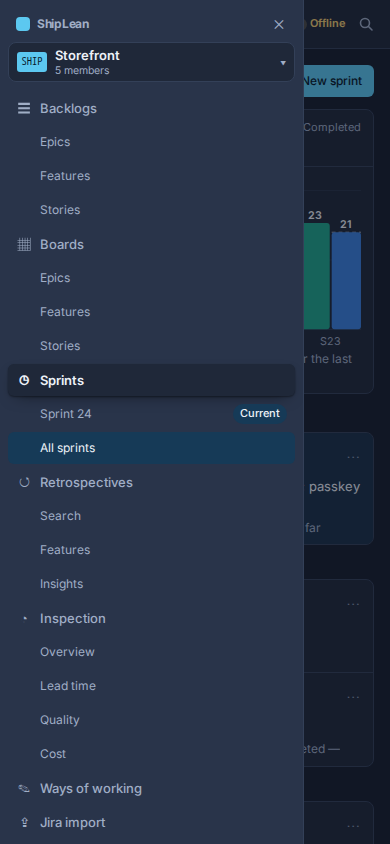 ShipLean
Offline
SHIP
Storefront
5 members
New sprint
Backlogs
Completed
Epics
Features
Stories
23
21
Boards
Epics
Features
Stories
S23
r the last
Sprints
Sprint 24
Current
All sprints
Retrospectives
passkey
Search
far
Features
Insights
Inspection
Overview
Lead time
Quality
eted —
Cost
Ways of working
Jira import